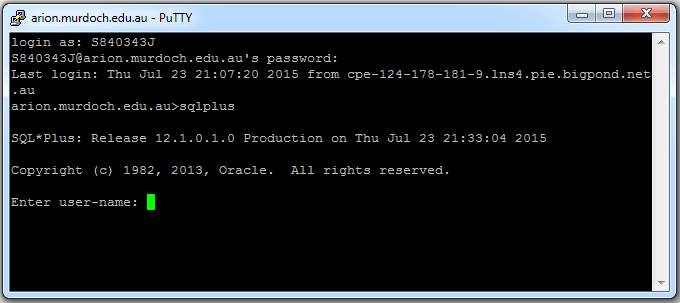 arion.murdoch.edu.au - PuTTY
login as: S840343J
S840343J@arion.murdoch.edu.au's password:
Last login: Thu Jul 23 21:07:20 2015 from cpe-124-178-181-9.lns4.pie.bigpond.net
.au
arion.murdoch.edu.au>sqlplus
SQL*Plus: Release 12.1.0.1.0 Production on Thu Jul 23 21:33:04 2015
Copyright (c) 1982, 2013, Oracle.  All rights reserved.
Enter user-name: